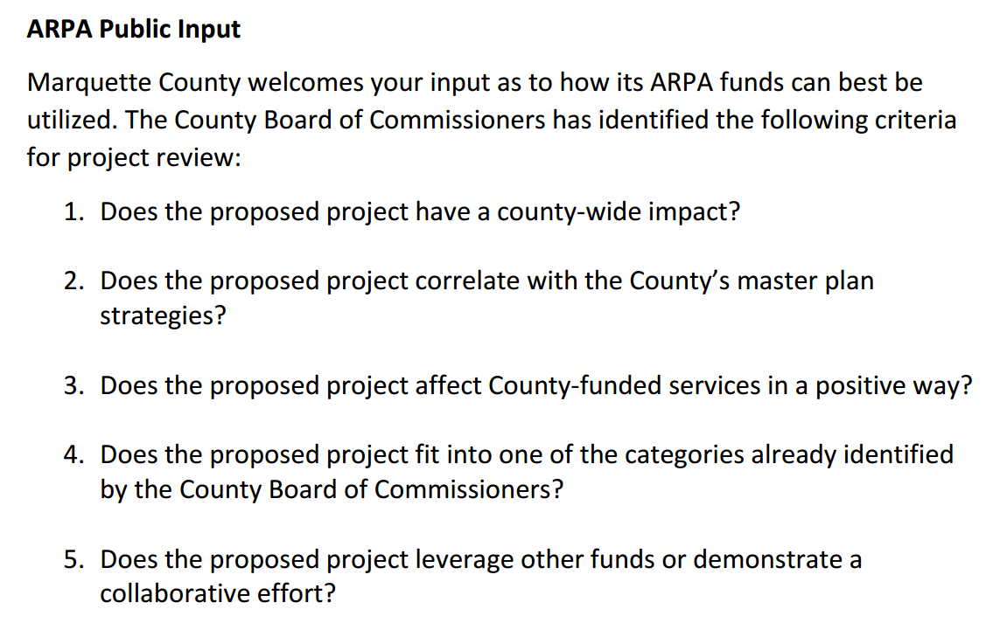 ARPA Public Input
Marquette County welcomes your input as to how its ARPA funds can best be
utilized. The County Board of Commissioners has identified the following criteria
for project review:
1. Does the proposed project have a county-wide impact?
2. Does the proposed project correlate with the County’s master plan
strategies?
3. Does the proposed project affect County-funded services in a positive way?
4. Does the proposed project fit into one of the categories already identified
by the County Board of Commissioners?
5. Does the proposed project leverage other funds or demonstrate a
collaborative effort?